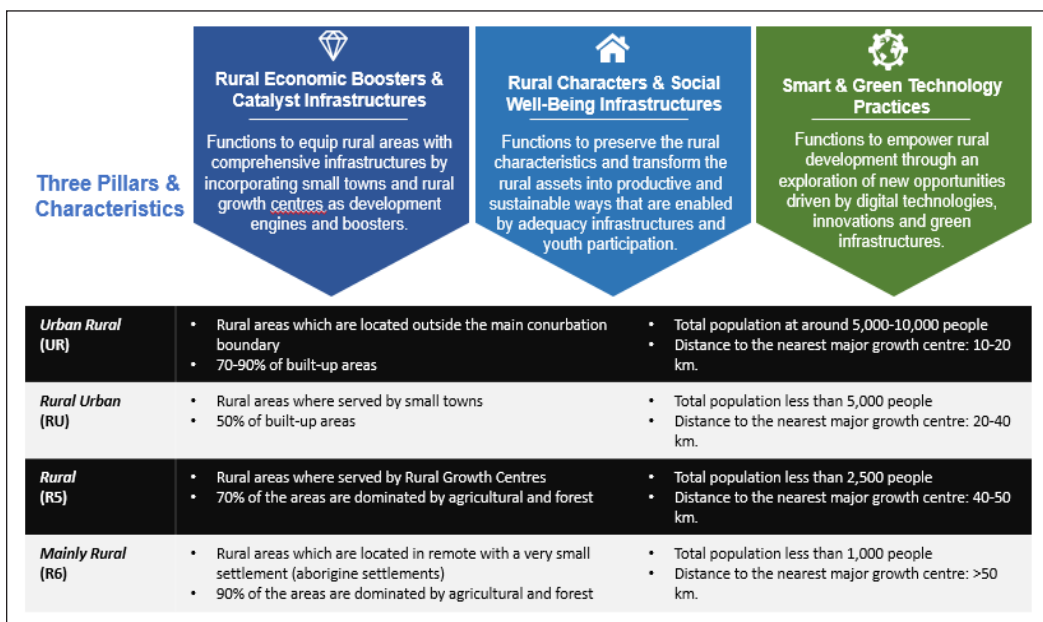 Rural Economic Boosters &
Catalyst Infrastructures
Functions to equip rural areas with
comprehensive infrastructures by
incorporating small towns and rural
growth centres as development
engines and boosters.
Rural Characters & Social
Well-Being Infrastructures
Functions to preserve the rural
characteristics and transform the
rural assets into productive and
sustainable ways that are enabled
by adequacy infrastructures and
youth participation.
Smart & Green Technology
Practices
Functions to empower rural
development through an
exploration of new opportunities
driven by digital technologies,
innovations and green
infrastructures.
Three Pillars &
Characteristics
Urban Rural
(UR)
• Rural areas which are located outside the main conurbation
boundary
• 70-90% of built-up areas
• Total population at around 5,000-10,000 people
• Distance to the nearest major growth centre: 10-20
km.
Rural Urban
(RU)
• Rural areas where served by small towns
• 50% of built-up areas
• Total population less than 5,000 people
• Distance to the nearest major growth centre: 20-40
km.
Rural
(R5)
• Rural areas where served by Rural Growth Centres
• 70% of the areas are dominated by agricultural and forest
• Total population less than 2,500 people
• Distance to the nearest major growth centre: 40-50
km.
Mainly Rural
(R6)
• Rural areas which are located in remote with a very small
settlement (aborigine settlements)
• 90% of the areas are dominated by agricultural and forest
• Total population less than 1,000 people
• Distance to the nearest major growth centre: >50
km.